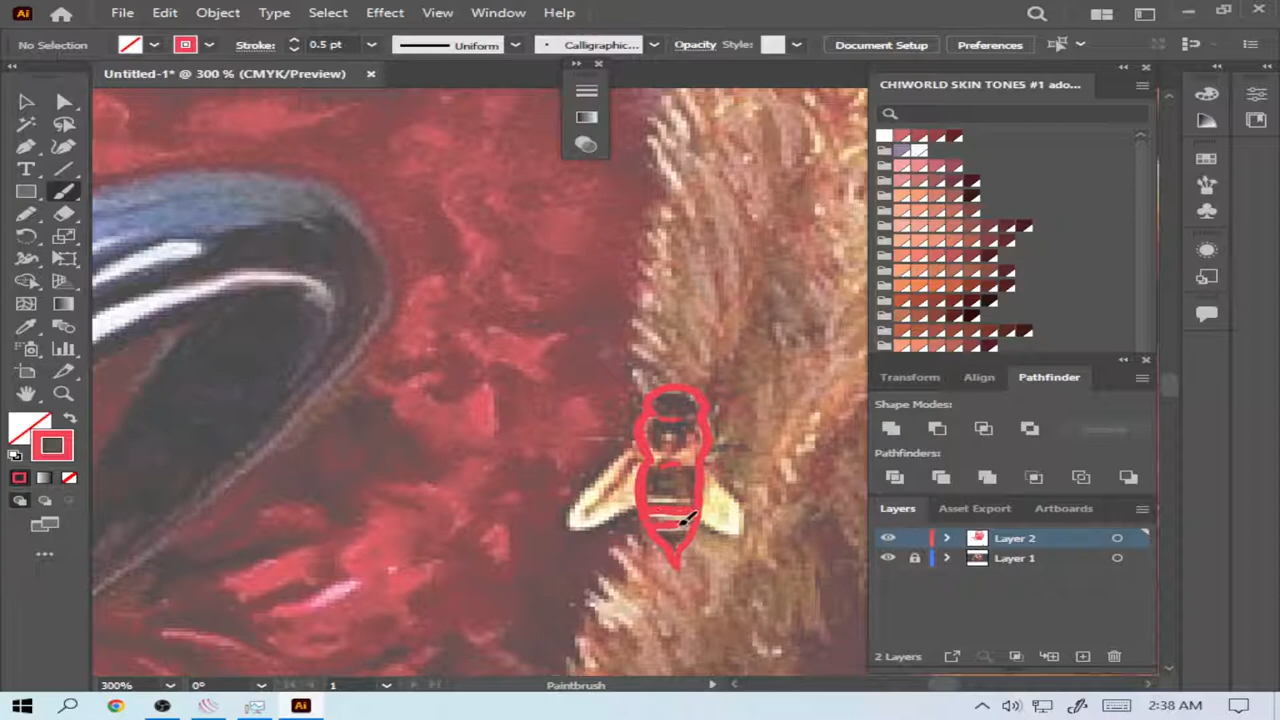 Ai File Edit Object Type Select Effect View Window Help
No Selection Stroke: 0.5 pt Uniform Calligraphic... Opacity Style: Document Setup Preferences
Untitled-1* @ 300 % (CMYK/Preview)
CHIWORLD SKIN TONES #1 ado...
Transform Align Pathfinder
Shape Modes:
Pathfinders:
Layers Asset Export Artboards
Layer 2
Layer 1
2 Layers
300% 0° 1 Paintbrush
Ai 2:38 AM